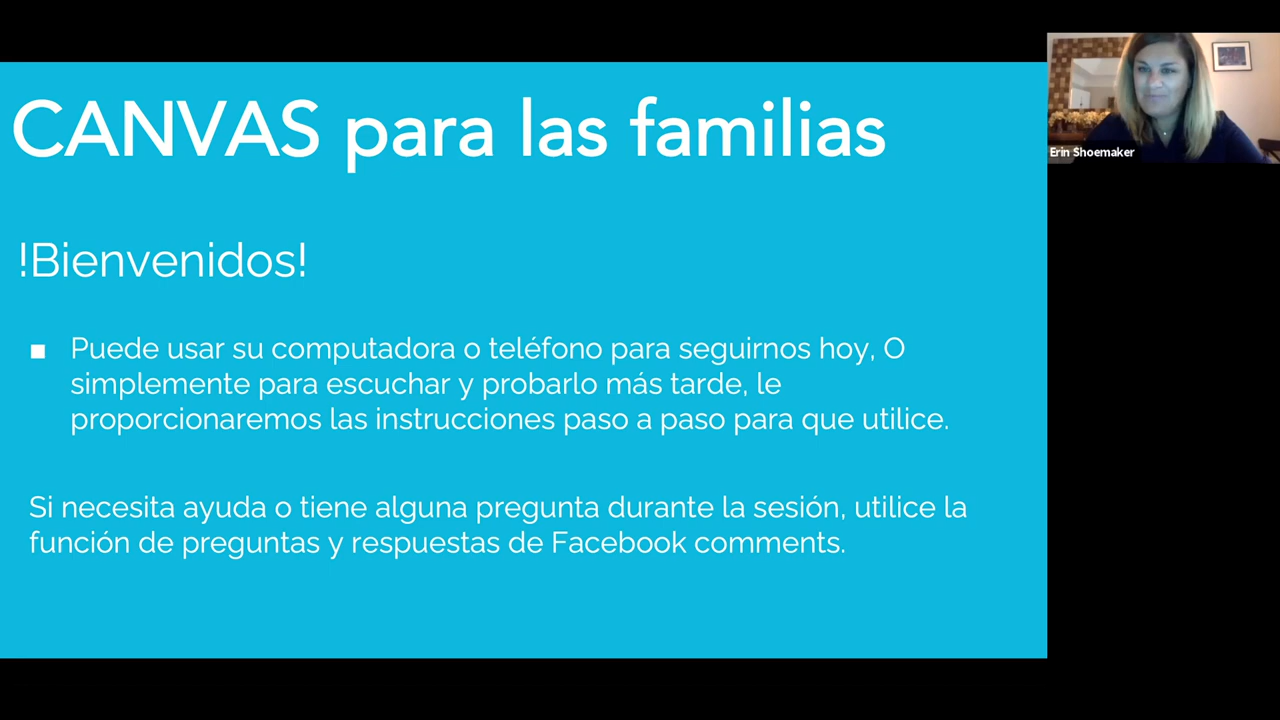 CANVAS para las familias
!Bienvenidos!
Puede usar su computadora o teléfono para seguirnos hoy, O
simplemente para escuchar y probarlo más tarde, le
proporcionaremos las instrucciones paso a paso para que utilice.
Si necesita ayuda o tiene alguna pregunta durante la sesión, utilice la
función de preguntas y respuestas de Facebook comments.
Erin Shoemaker